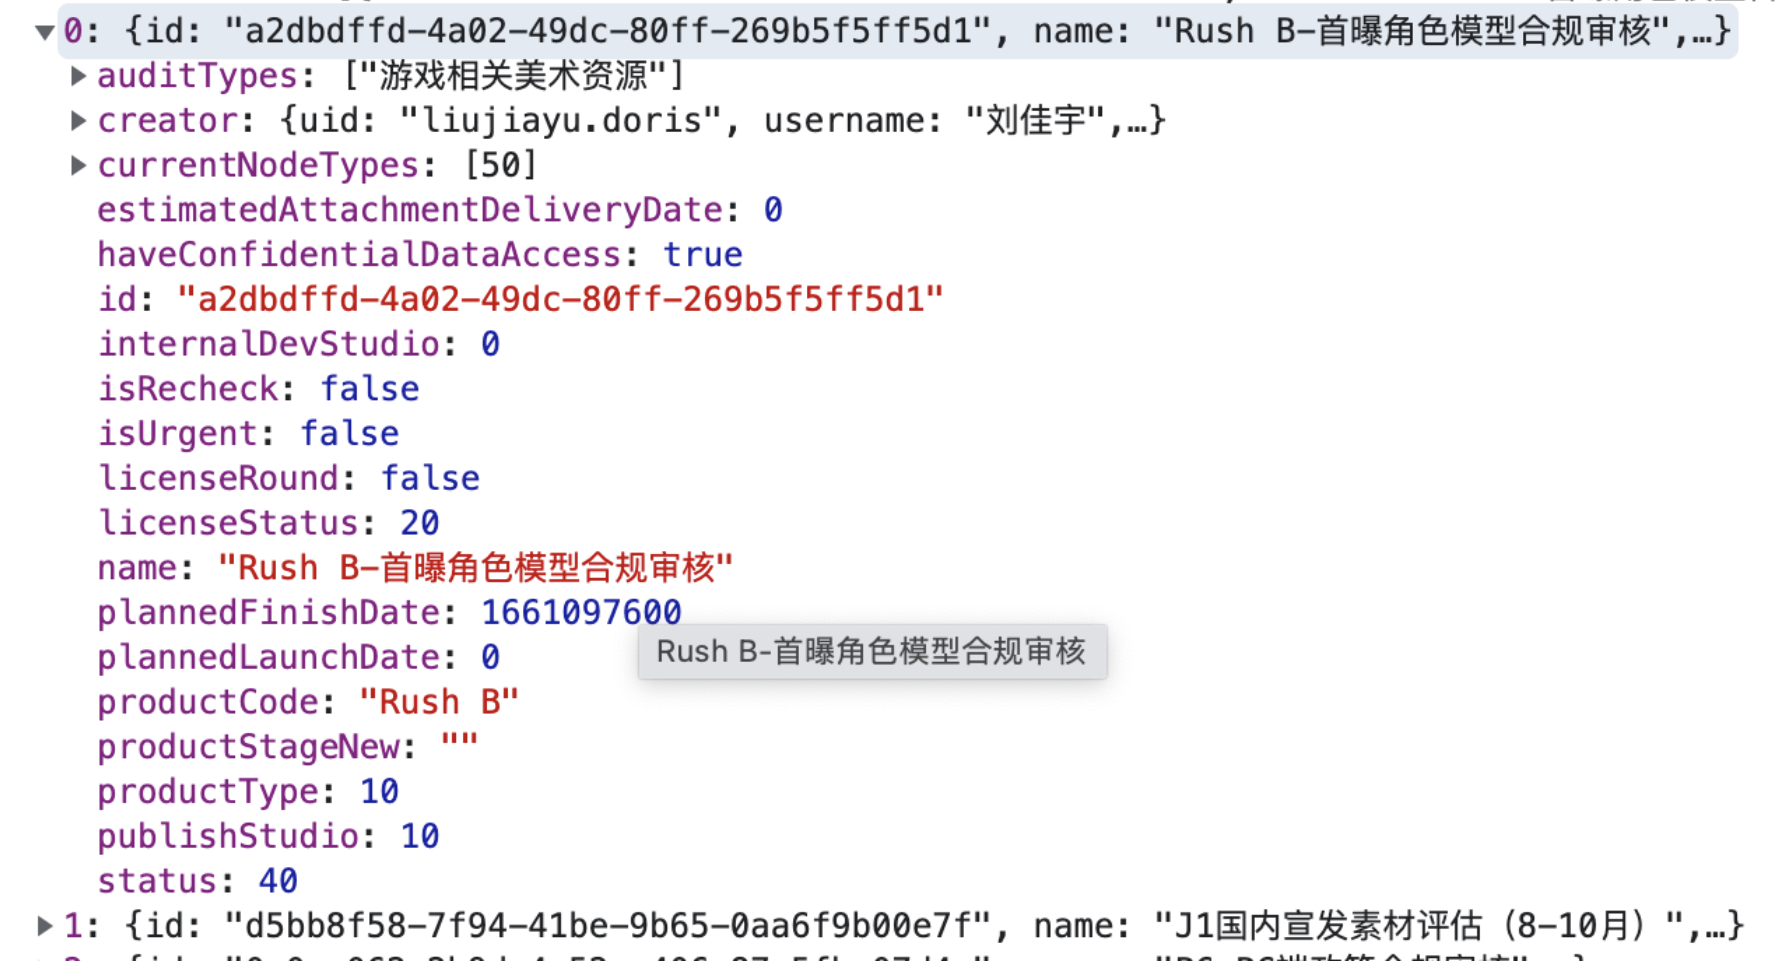 0: {id: "a2dbdffd-4a02-49dc-80ff-269b5f5ff5d1", name: "Rush B-首曝角色模型合规审核",…}
auditTypes: ["游戏相关美术资源"]
creator: {uid: "liujiayu.doris", username: "刘佳宇",…}
currentNodeTypes: [50]
estimatedAttachmentDeliveryDate: 0
haveConfidentialDataAccess: true
id: "a2dbdffd-4a02-49dc-80ff-269b5f5ff5d1"
internalDevStudio: 0
isRecheck: false
isUrgent: false
licenseRound: false
licenseStatus: 20
name: "Rush B-首曝角色模型合规审核"
plannedFinishDate: 1661097600
Rush B-首曝角色模型合规审核
plannedLaunchDate: 0
productCode: "Rush B"
productStageNew: ""
productType: 10
publishStudio: 10
status: 40
1: {id: "d5bb8f58-7f94-41be-9b65-0aa6f9b00e7f", name: "J1国内宣发素材评估（8-10月）",…}